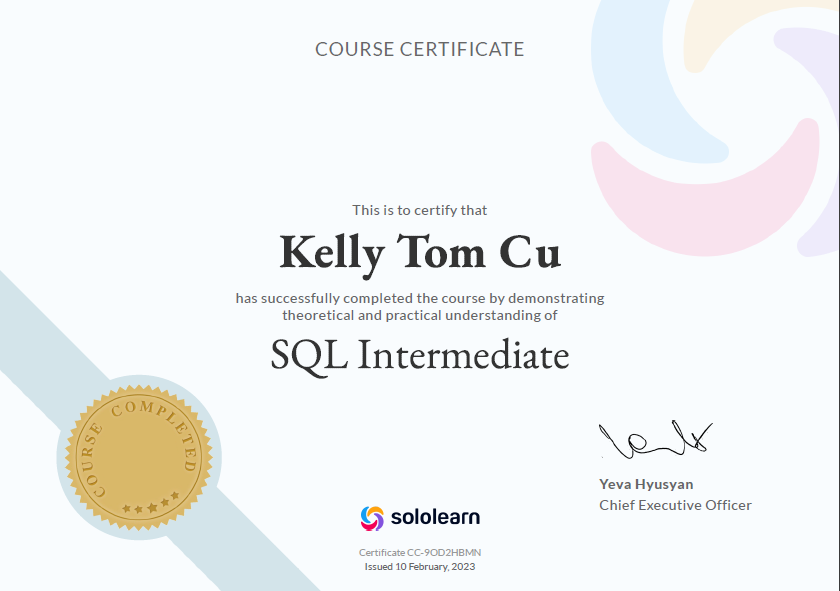 COURSE CERTIFICATE
This is to certify that
Kelly Tom Cu
has successfully completed the course by demonstrating
theoretical and practical understanding of
SQL Intermediate
COURSE COMPLETED
Yeva Hyusyan
Chief Executive Officer
sololearn
Certificate CC-9OD2HBMN
Issued 10 February, 2023